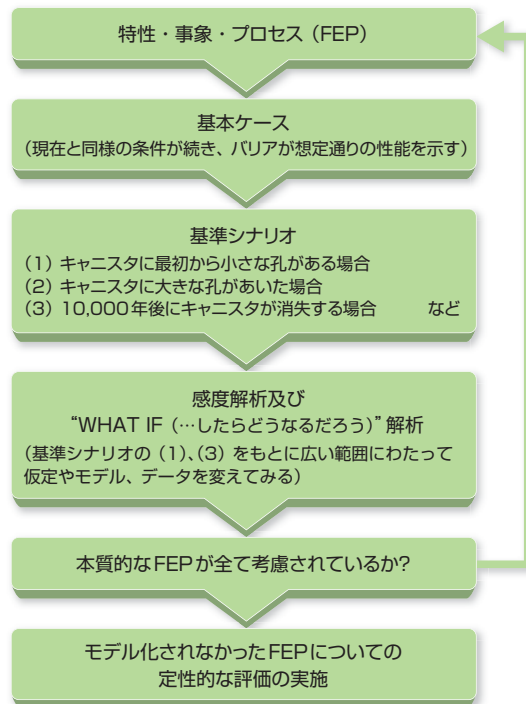 特性・事象・プロセス（FEP）
基本ケース
（現在と同様の条件が続き、バリアが想定通りの性能を示す）
基準シナリオ
（1）キャニスタに最初から小さな孔がある場合
（2）キャニスタに大きな孔があいた場合
（3）10,000年後にキャニスタが消失する場合　　など
感度解析及び
“WHAT IF（…したらどうなるだろう）”解析
（基準シナリオの（1）、（3）をもとに広い範囲にわたって
仮定やモデル、データを変えてみる）
本質的なFEPが全て考慮されているか?
モデル化されなかったFEPについての
定性的な評価の実施